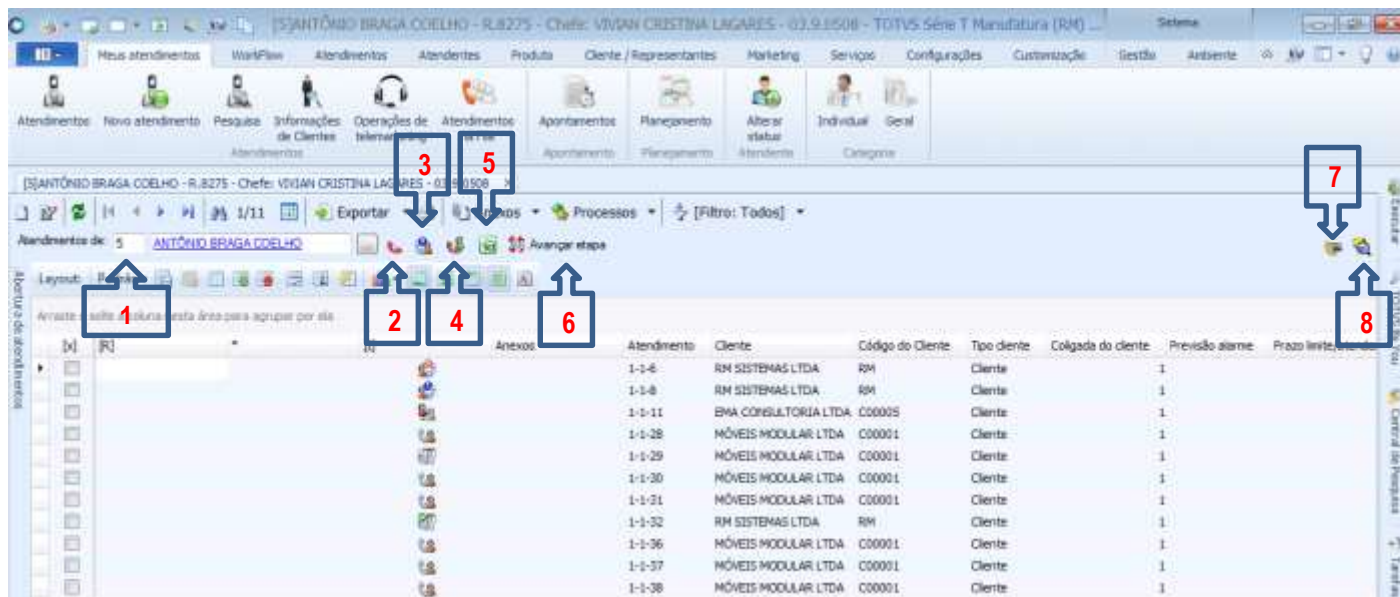 [S]ANTÔNIO BRAGA COELHO - R.8275 - Chefe: VIVIAN CRISTINA LAGARES - 03.9.0508 - TOTVS Série T Manufatura (RM) ... Sistema
Meus atendimentos WorkFlow Atendimentos Atendentes Produto Cliente / Representantes Marketing Serviços Configurações Customização Gestão Ambiente
Atendimentos Novo atendimento Pesquisa Informações de Clientes Operações de Atendimentos Apontamentos Planejamento Alterar status Individual Geral
Atendimentos Apontamento Planejamento Atendente Categoria
3 5 7
[S]ANTÔNIO BRAGA COELHO - R.8275 - Chefe: VIVIAN CRISTINA LAGARES - 03.9.0508 X
1/11 Exportar Anexos Processos [Filtro: Todos]
Atendimentos de: 5 ANTÔNIO BRAGA COELHO Avançar etapa
Layout:
1 2 4 6 8
Arraste e solte a coluna nesta área para agrupar por ela
[x] [R] Anexos Atendimento Cliente Código do Cliente Tipo cliente Coligada do cliente Previsão alarme
1-1-6 RM SISTEMAS LTDA RM Cliente 1
1-1-8 RM SISTEMAS LTDA RM Cliente 1
1-1-11 EMA CONSULTORIA LTDA C00005 Cliente 1
1-1-28 MÓVEIS MODULAR LTDA C00001 Cliente 1
1-1-29 MÓVEIS MODULAR LTDA C00001 Cliente 1
1-1-30 MÓVEIS MODULAR LTDA C00001 Cliente 1
1-1-31 MÓVEIS MODULAR LTDA C00001 Cliente 1
1-1-32 RM SISTEMAS LTDA RM Cliente 1
1-1-36 MÓVEIS MODULAR LTDA C00001 Cliente 1
1-1-37 MÓVEIS MODULAR LTDA C00001 Cliente 1
1-1-38 MÓVEIS MODULAR LTDA C00001 Cliente 1
Abertura de atendimentos
Central de Pesquisa